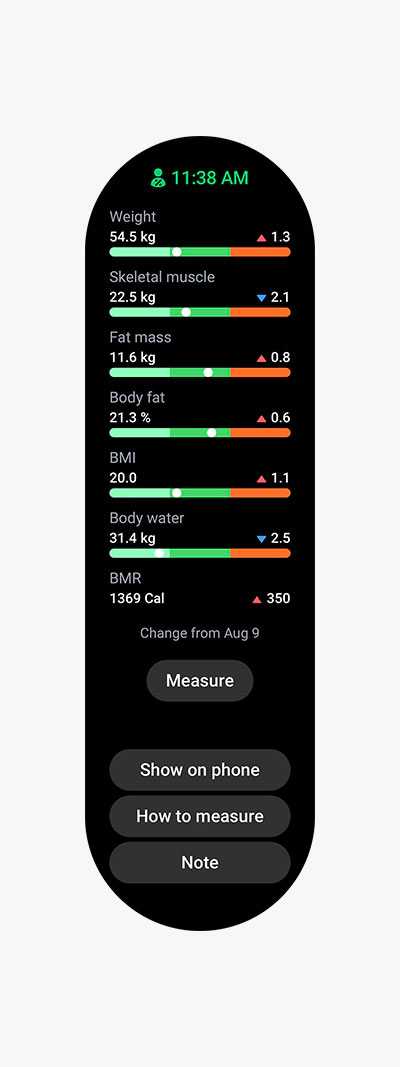 11:38 AM
Weight
54.5 kg ▲ 1.3
Skeletal muscle
22.5 kg ▼ 2.1
Fat mass
11.6 kg ▲ 0.8
Body fat
21.3 % ▲ 0.6
BMI
20.0 ▲ 1.1
Body water
31.4 kg ▼ 2.5
BMR
1369 Cal ▲ 350
Change from Aug 9
Measure
Show on phone
How to measure
Note